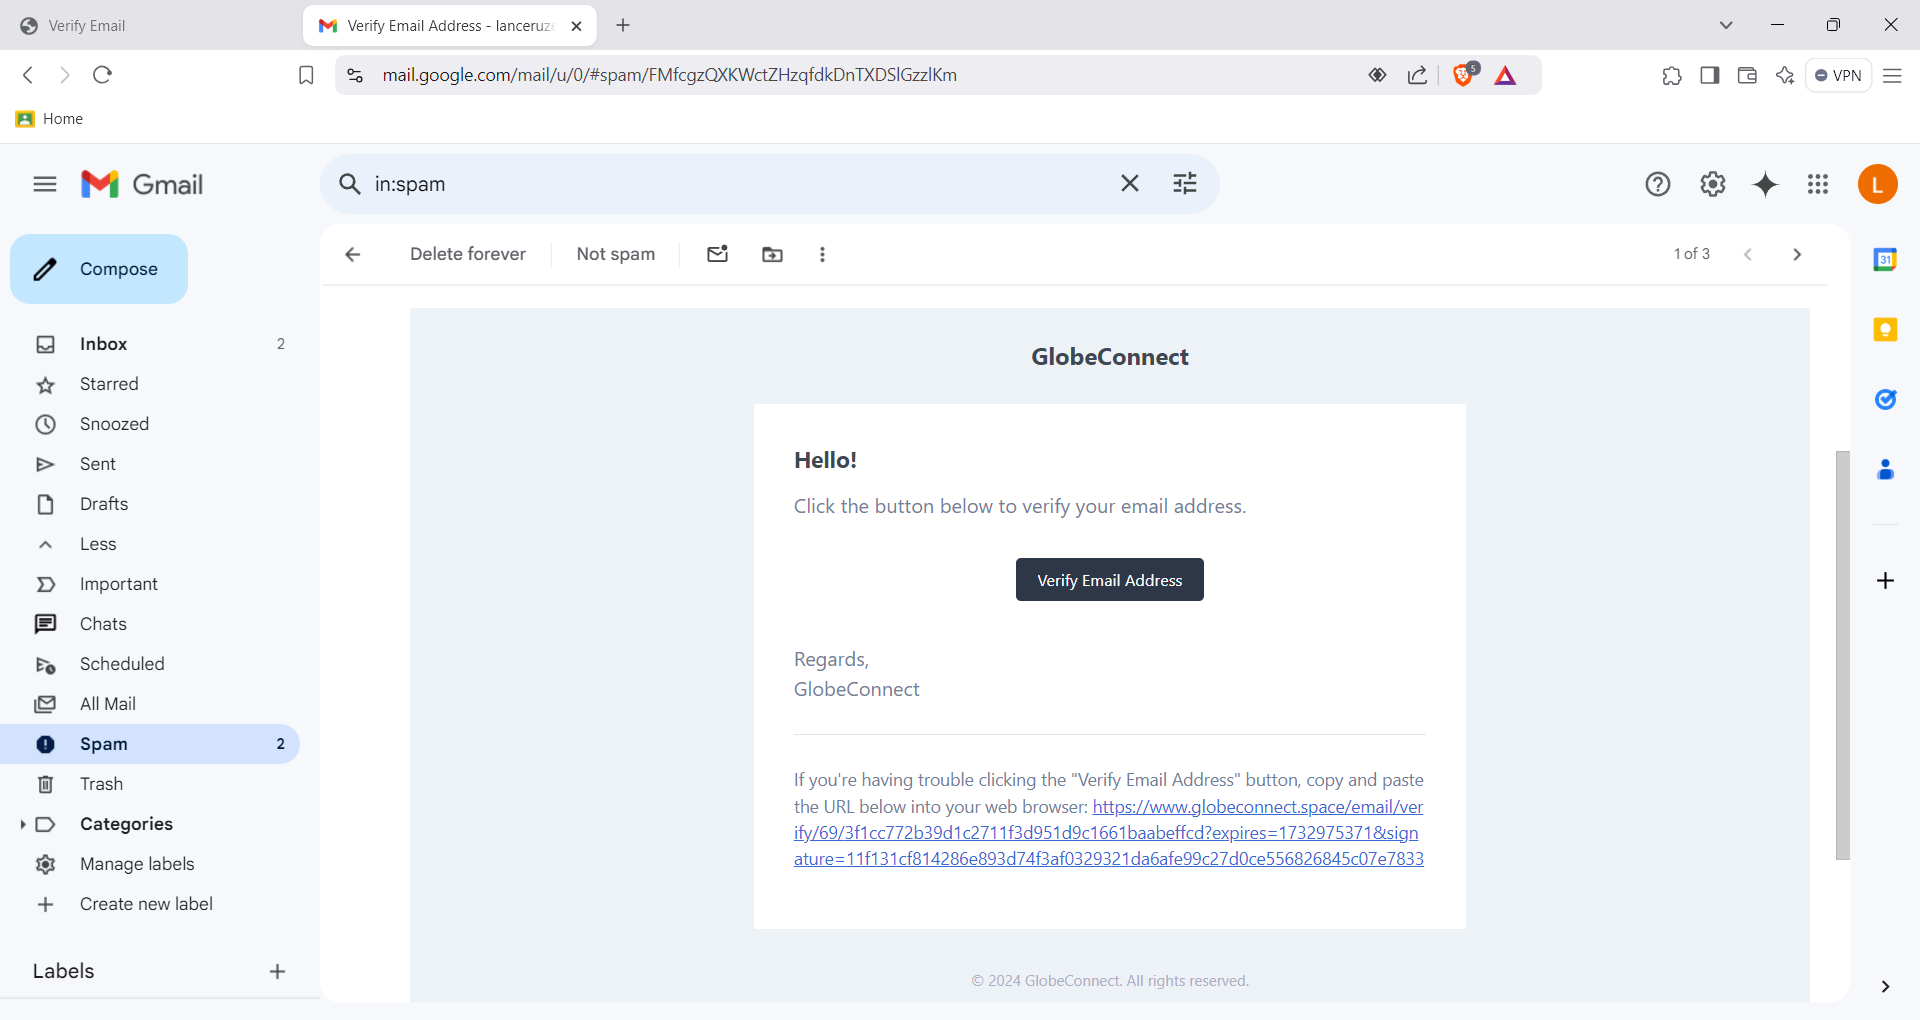 Verify Email
Verify Email Address - lanceruze
mail.google.com/mail/u/0/#spam/FMfcgzQXKWctZHzqfdkDnTXDSlGzzlKm
5
VPN
Home
Gmail
in:spam
L
Compose
Delete forever
Not spam
1 of 3
31
Inbox
2
Starred
Snoozed
Sent
Drafts
Less
Important
Chats
Scheduled
All Mail
Spam
2
Trash
Categories
Manage labels
Create new label
Labels
GlobeConnect
Hello!
Click the button below to verify your email address.
Verify Email Address
Regards,
GlobeConnect
If you're having trouble clicking the "Verify Email Address" button, copy and paste
the URL below into your web browser: https://www.globeconnect.space/email/ver
ify/69/3f1cc772b39d1c2711f3d951d9c1661baabeffcd?expires=1732975371&sign
ature=11f131cf814286e893d74f3af0329321da6afe99c27d0ce556826845c07e7833
© 2024 GlobeConnect. All rights reserved.